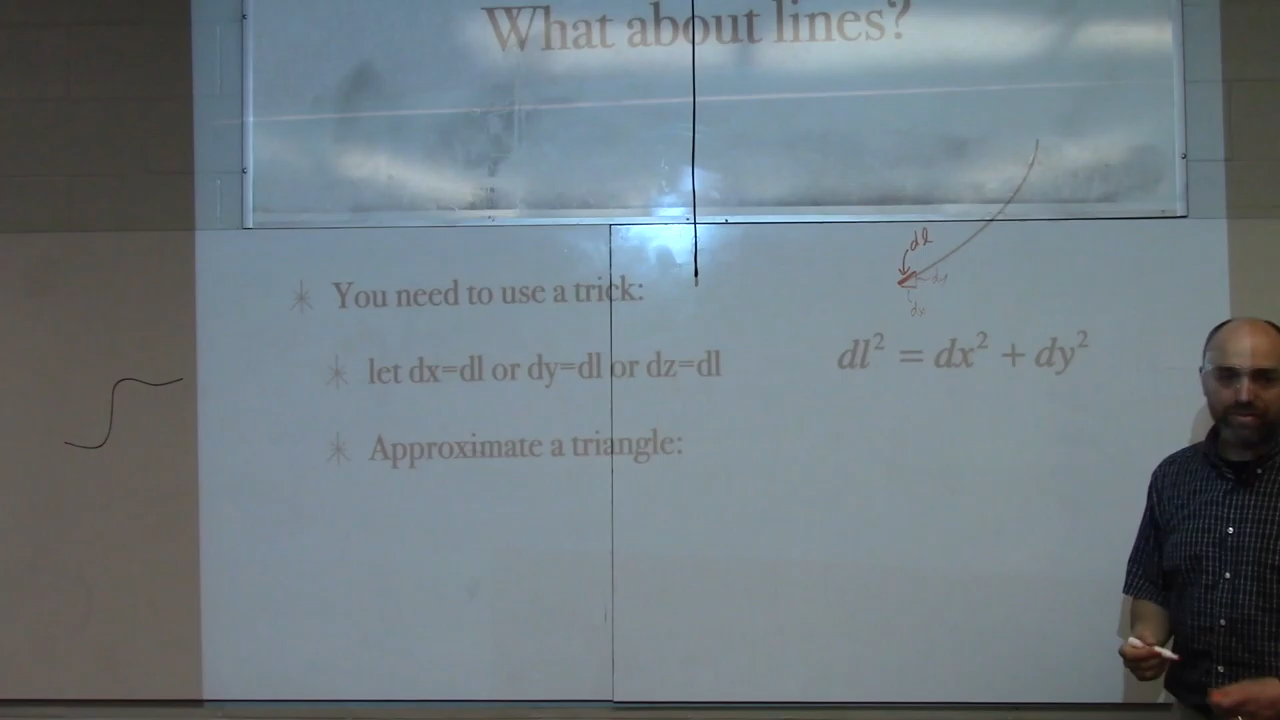 What about lines?
You need to use a trick:
let dx=dl or dy=dl or dz=dl
Approximate a triangle:
dl
dx
dl² = dx² + dy²